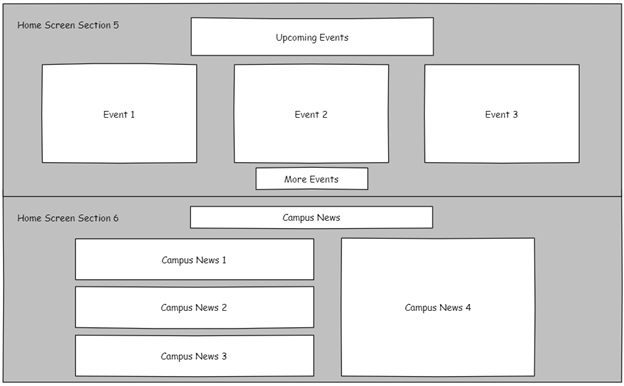 Home Screen Section 5
Upcoming Events
Event 1
Event 2
Event 3
More Events
Home Screen Section 6
Campus News
Campus News 1
Campus News 2
Campus News 3
Campus News 4